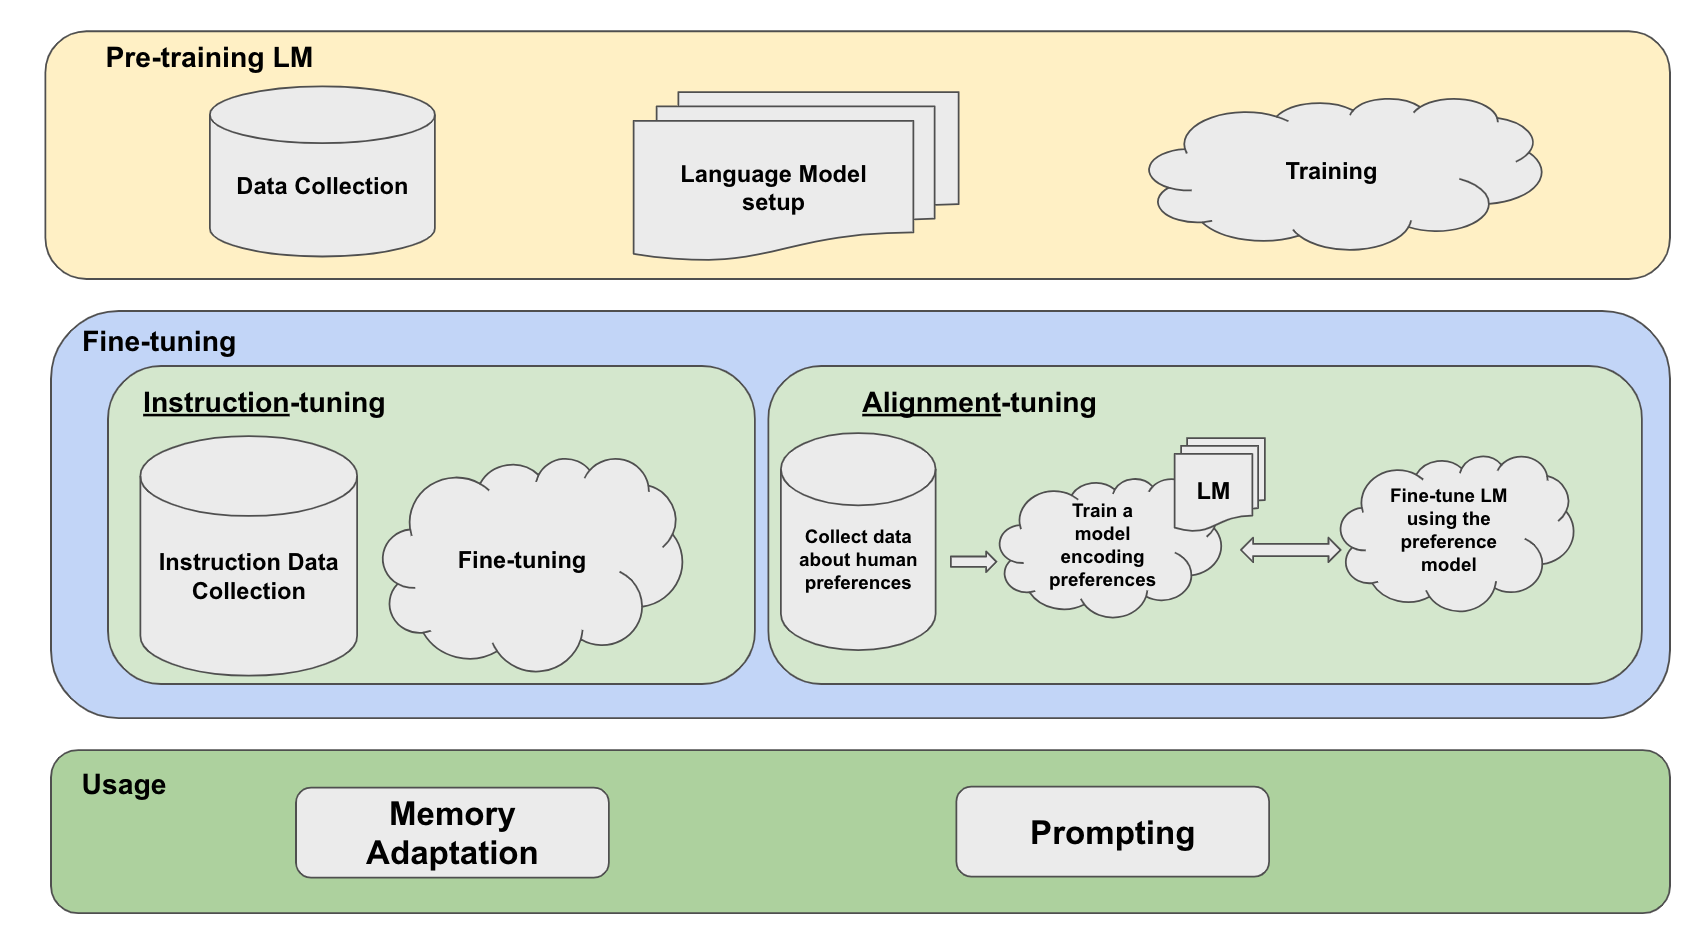 Pre-training LM
Data Collection
Language Model
setup
Training
Fine-tuning
Instruction-tuning
Instruction Data
Collection
Fine-tuning
Alignment-tuning
Collect data
about human
preferences
Train a
model
encoding
preferences
LM
Fine-tune LM
using the
preference
model
Usage
Memory
Adaptation
Prompting